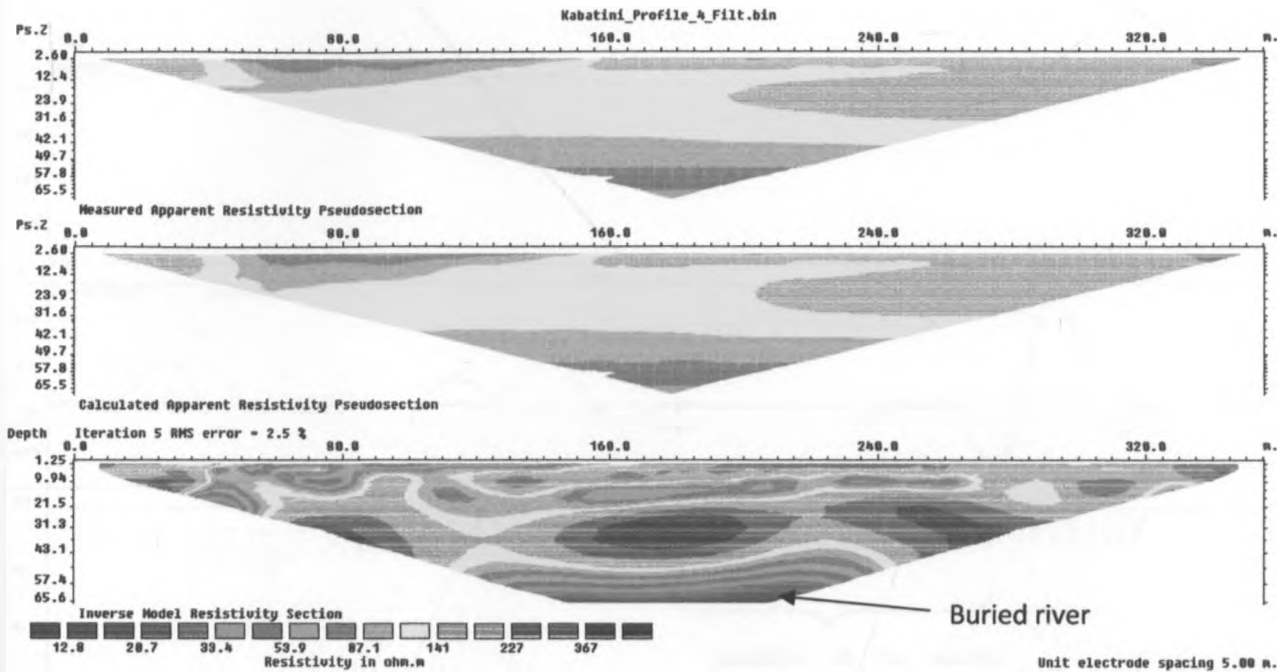 Kabatini_Profile_4_Filt.bin
Ps.Z 0.0 80.0 160.0 240.0 320.0 m.
2.60
12.4
23.9
31.6
42.1
49.7
57.8
65.5
Measured Apparent Resistivity Pseudosection
Ps.Z 0.0 80.0 160.0 240.0 320.0 m.
2.60
12.4
23.9
31.6
42.1
49.7
57.8
65.5
Calculated Apparent Resistivity Pseudosection
Depth Iteration 5 RMS error = 2.5 %
0.0 80.0 160.0 240.0 320.0 m.
1.25
9.94
21.5
31.3
43.1
57.4
65.6
Inverse Model Resistivity Section
Buried river
12.8 20.7 33.4 53.9 87.1 141 227 367
Resistivity in ohm.m
Unit electrode spacing 5.00 m.